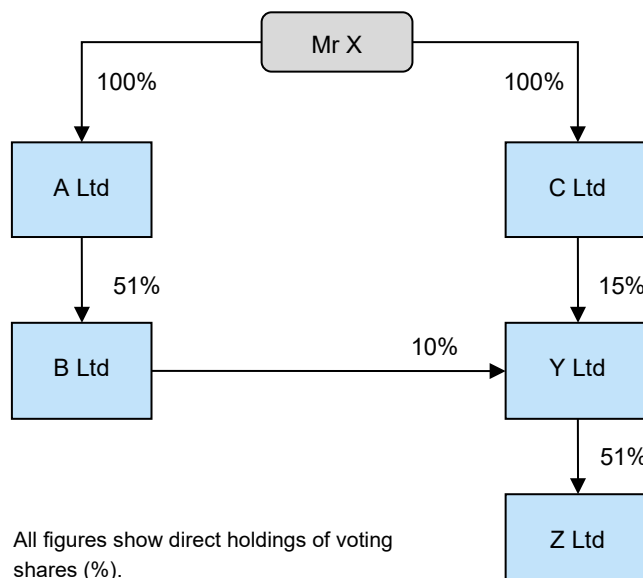 Mr X
100%
100%
A Ltd
C Ltd
51%
15%
B Ltd
10%
Y Ltd
51%
Z Ltd
All figures show direct holdings of voting
shares (%).